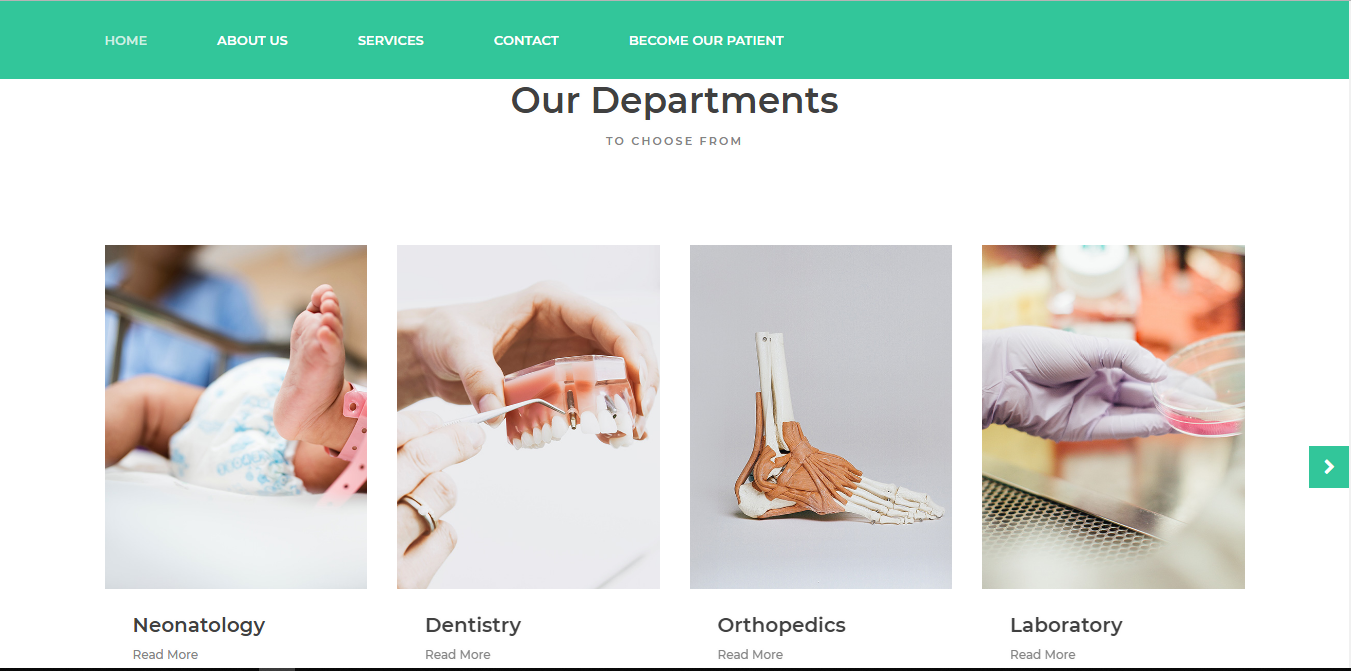 HOME ABOUT US SERVICES CONTACT BECOME OUR PATIENT
Our Departments
TO CHOOSE FROM
Neonatology Dentistry Orthopedics Laboratory
Read More Read More Read More Read More